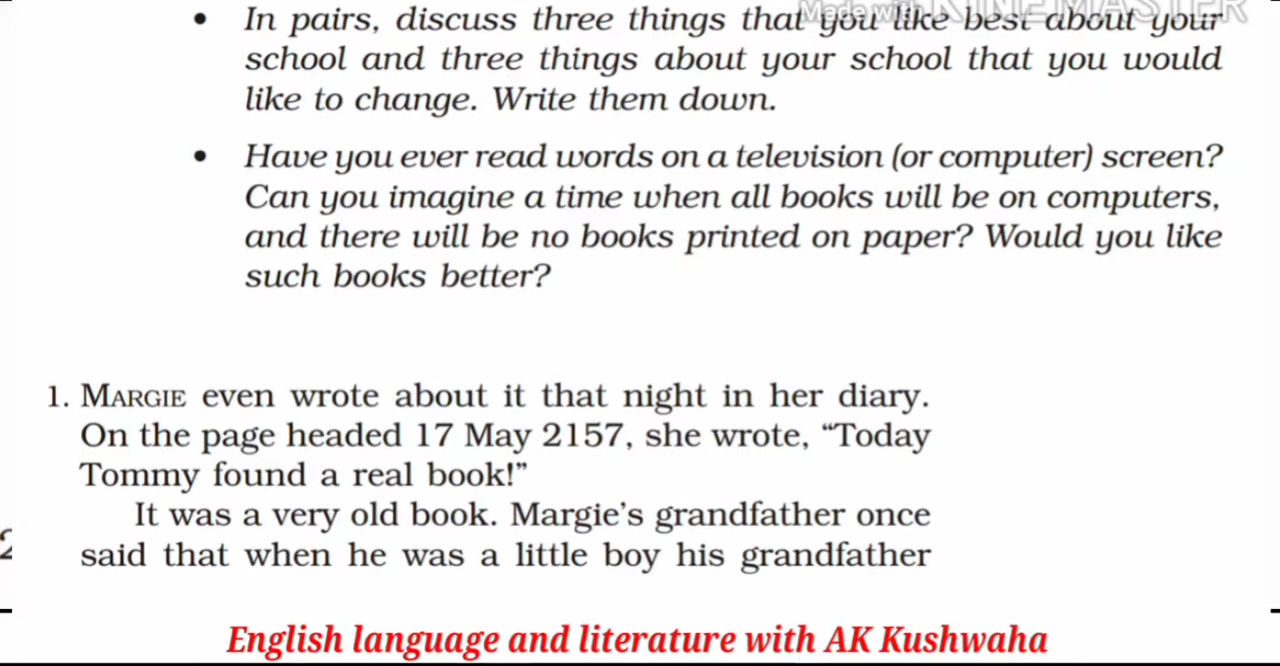 Made with KINEMASTER
• In pairs, discuss three things that you like best about your
school and three things about your school that you would
like to change. Write them down.
• Have you ever read words on a television (or computer) screen?
Can you imagine a time when all books will be on computers,
and there will be no books printed on paper? Would you like
such books better?
1. MARGIE even wrote about it that night in her diary.
On the page headed 17 May 2157, she wrote, “Today
Tommy found a real book!”
It was a very old book. Margie’s grandfather once
said that when he was a little boy his grandfather
English language and literature with AK Kushwaha